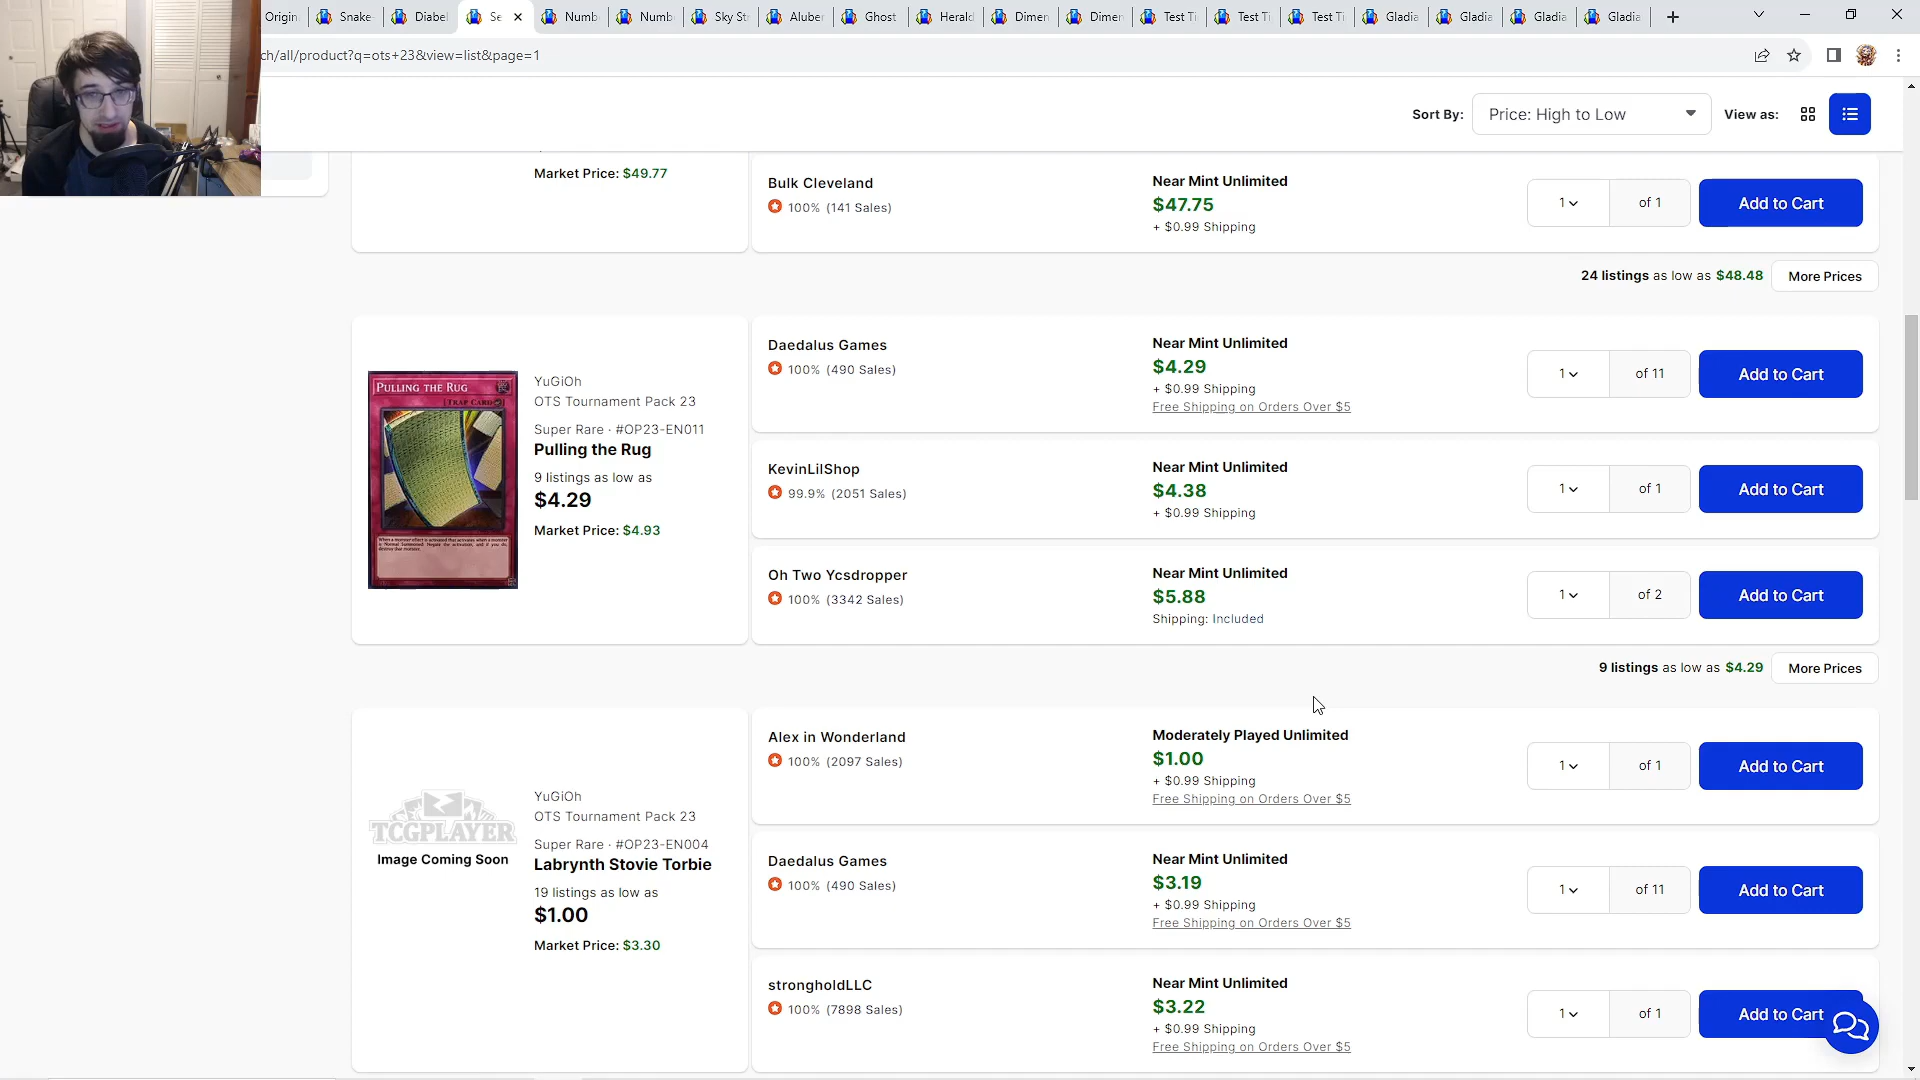 Origin
Snake-
Diabel
Se
Numb
Numb
Sky St
Aluber
Ghost
Herald
Dimen
Dimen
Test Ti
Test Ti
Test Ti
Gladia
Gladia
Gladia
Gladia
ch/all/product?q=ots+23&view=list&page=1
Sort By:
Price: High to Low
View as:
Market Price: $49.77
Bulk Cleveland
100% (141 Sales)
Near Mint Unlimited
$47.75
+ $0.99 Shipping
1
of 1
Add to Cart
24 listings as low as $48.48
More Prices
PULLING THE RUG
[TRAP CARD
YuGiOh
OTS Tournament Pack 23
Super Rare · #OP23-EN011
Pulling the Rug
9 listings as low as
$4.29
Market Price: $4.93
Daedalus Games
100% (490 Sales)
Near Mint Unlimited
$4.29
+ $0.99 Shipping
Free Shipping on Orders Over $5
1
of 11
Add to Cart
KevinLilShop
99.9% (2051 Sales)
Near Mint Unlimited
$4.38
+ $0.99 Shipping
1
of 1
Add to Cart
Oh Two Ycsdropper
100% (3342 Sales)
Near Mint Unlimited
$5.88
Shipping: Included
1
of 2
Add to Cart
9 listings as low as $4.29
More Prices
TCGPLAYER
Image Coming Soon
YuGiOh
OTS Tournament Pack 23
Super Rare · #OP23-EN004
Labrynth Stovie Torbie
19 listings as low as
$1.00
Market Price: $3.30
Alex in Wonderland
100% (2097 Sales)
Moderately Played Unlimited
$1.00
+ $0.99 Shipping
Free Shipping on Orders Over $5
1
of 1
Add to Cart
Daedalus Games
100% (490 Sales)
Near Mint Unlimited
$3.19
+ $0.99 Shipping
Free Shipping on Orders Over $5
1
of 11
Add to Cart
strongholdLLC
100% (7898 Sales)
Near Mint Unlimited
$3.22
+ $0.99 Shipping
Free Shipping on Orders Over $5
1
of 1
Add to Cart